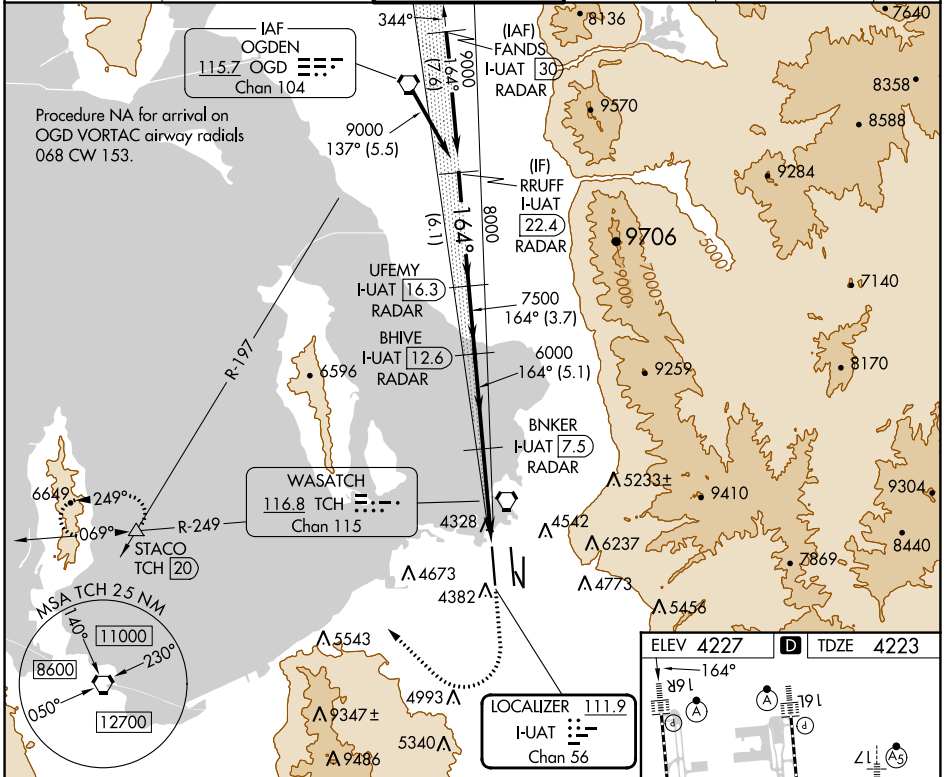 IAF
OGDEN
115.7 OGD
Chan 104
Procedure NA for arrival on
OGD VORTAC airway radials
068 CW 153.
9000
137° (5.5)
344°
9000
164°
(7.6)
(IAF)
FANDS
I-UAT 30
RADAR
8136
7640
9570
8358
8588
9284
(IF)
RRUFF
I-UAT
22.4
RADAR
164°
8000
(6.1)
9706
5000
7000
9000
7140
UFEMY
I-UAT 16.3
RADAR
7500
164° (3.7)
BHIVE
I-UAT 12.6
RADAR
6000
164° (5.1)
R-197
6596
9259
8170
BNKER
I-UAT 7.5
RADAR
WASATCH
116.8 TCH
Chan 115
5233±
9410
9304
6649
249°
069°
R-249
STACO
TCH 20
4328
4542
6237
8440
7869
4673
4382
4773
5456
MSA TCH 25 NM
140°
11000
230°
8600
050°
12700
5543
4993
9347±
5340
9486
LOCALIZER 111.9
I-UAT
Chan 56
ELEV 4227 D TDZE 4223
164°
16R
A
A
16L
P
P
17
A5